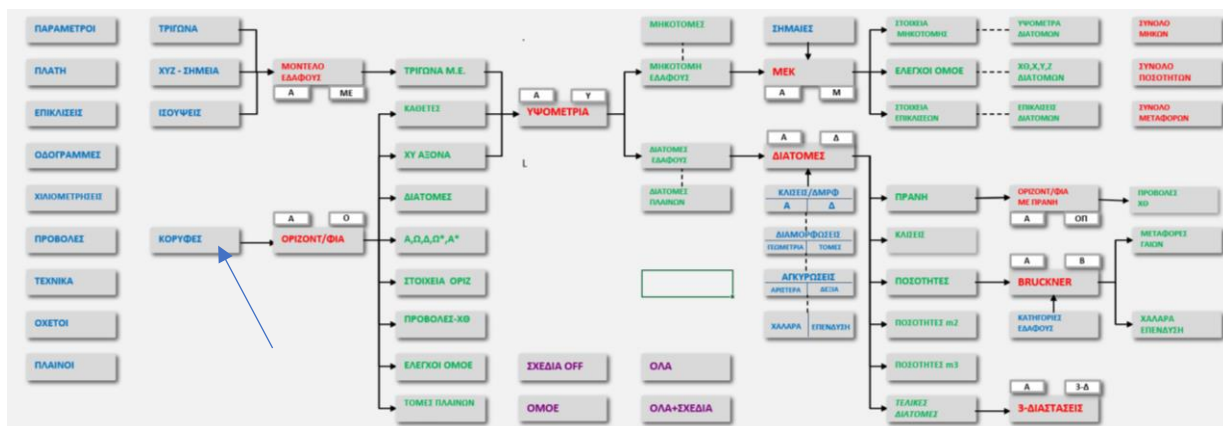 ΠΑΡΑΜΕΤΡΟΙ
ΠΛΑΤΗ
ΕΠΙΚΛΙΣΕΙΣ
ΟΔΟΓΡΑΜΜΕΣ
ΧΙΛΙΟΜΕΤΡΗΣΕΙΣ
ΠΡΟΒΟΛΕΣ
ΤΕΧΝΙΚΑ
ΟΧΕΤΟΙ
ΠΛΑΙΝΟΙ
ΤΡΙΓΩΝΑ
ΧΥΖ - ΣΗΜΕΙΑ
ΙΣΟΥΨΕΙΣ
ΚΟΡΥΦΕΣ
ΜΟΝΤΕΛΟ
ΕΔΑΦΟΥΣ
Α ΜΕ
Α Ο
ΟΡΙΖΟΝΤ/ΦΙΑ
ΤΡΙΓΩΝΑ Μ.Ε.
ΚΑΘΕΤΕΣ
ΧΥ ΑΞΟΝΑ
ΔΙΑΤΟΜΕΣ
Α,Ω,Δ,Ω*,Α*
ΣΤΟΙΧΕΙΑ ΟΡΙΖ
ΠΡΟΒΟΛΕΣ-ΧΘ
ΕΛΕΓΧΟΙ ΟΜΟΕ
ΤΟΜΕΣ ΠΛΑΙΝΩΝ
Α Υ
ΥΨΟΜΕΤΡΙΑ
L
ΣΧΕΔΙΑ OFF
ΟΜΟΕ
ΜΗΚΟΤΟΜΕΣ
ΜΗΚΟΤΟΜΗ
ΕΔΑΦΟΥΣ
ΔΙΑΤΟΜΕΣ
ΕΔΑΦΟΥΣ
ΔΙΑΤΟΜΕΣ
ΠΛΑΙΝΩΝ
ΟΛΑ
ΟΛΑ+ΣΧΕΔΙΑ
ΣΗΜΑΙΕΣ
ΜΕΚ
Α Μ
Α Δ
ΔΙΑΤΟΜΕΣ
ΚΛΙΣΕΙΣ/ΔΜΡΦ
Α Δ
ΔΙΑΜΟΡΦΩΣΕΙΣ
ΓΕΩΜΕΤΡΙΑ ΤΟΜΕΣ
ΑΓΚΥΡΩΣΕΙΣ
ΑΡΙΣΤΕΡΑ ΔΕΞΙΑ
ΧΑΛΑΡΑ ΕΠΕΝΔΥΣΗ
ΣΤΟΙΧΕΙΑ
ΜΗΚΟΤΟΜΗΣ
ΕΛΕΓΧΟΙ ΟΜΟΕ
ΣΤΟΙΧΕΙΑ
ΕΠΙΚΛΙΣΕΩΝ
ΠΡΑΝΗ
ΚΛΙΣΕΙΣ
ΠΟΣΟΤΗΤΕΣ
ΠΟΣΟΤΗΤΕΣ m2
ΠΟΣΟΤΗΤΕΣ m3
ΤΕΛΙΚΕΣ
ΔΙΑΤΟΜΕΣ
ΥΨΟΜΕΤΡΑ
ΔΙΑΤΟΜΩΝ
ΧΘ,Χ,Υ,Ζ
ΔΙΑΤΟΜΩΝ
ΕΠΙΚΛΙΣΕΙΣ
ΔΙΑΤΟΜΩΝ
ΟΡΙΖΟΝΤ/ΦΙΑ
ΜΕ ΠΡΑΝΗ
Α ΟΠ
Α Β
BRUCKNER
ΚΑΤΗΓΟΡΙΕΣ
ΕΔΑΦΟΥΣ
Α 3-Δ
3-ΔΙΑΣΤΑΣΕΙΣ
ΣΥΝΟΛΟ
ΜΗΚΩΝ
ΣΥΝΟΛΟ
ΠΟΣΟΤΗΤΩΝ
ΣΥΝΟΛΟ
ΜΕΤΑΦΟΡΩΝ
ΠΡΟΒΟΛΕΣ
ΧΘ
ΜΕΤΑΦΟΡΕΣ
ΓΑΙΩΝ
ΧΑΛΑΡΑ
ΕΠΕΝΔΥΣΗ